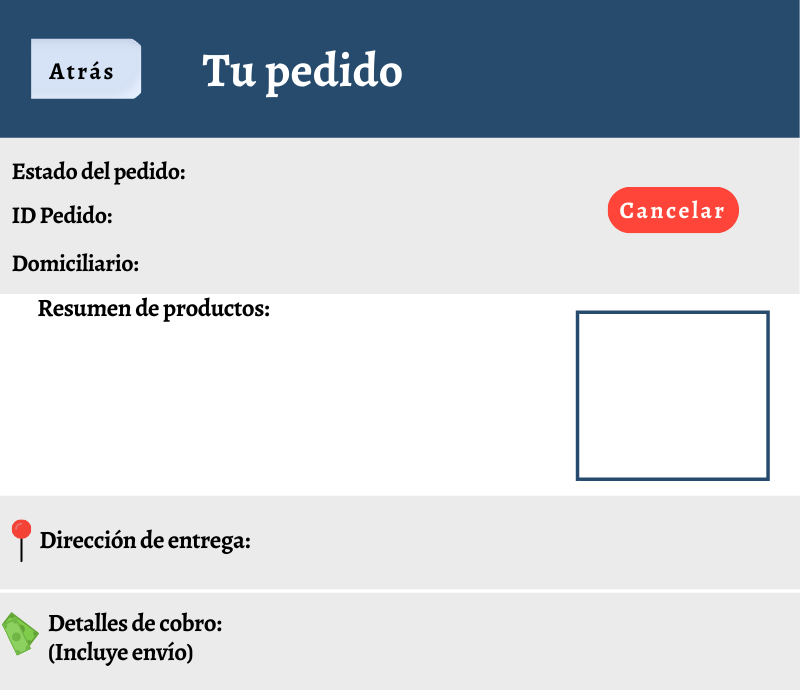 Atrás
Tu pedido
Estado del pedido:
ID Pedido:
Cancelar
Domiciliario:
Resumen de productos:
Dirección de entrega:
Detalles de cobro:
(Incluye envío)